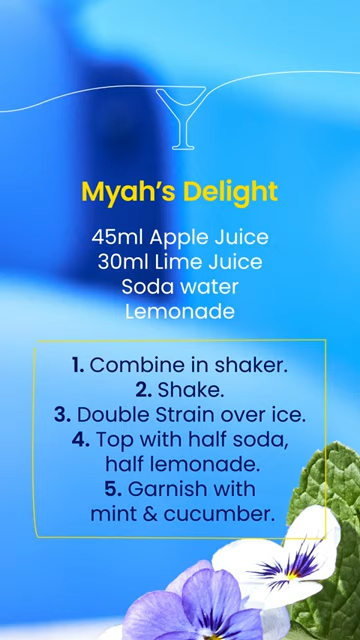 Myah's Delight
45ml Apple Juice
30ml Lime Juice
Soda water
Lemonade
1. Combine in shaker.
2. Shake.
3. Double Strain over ice.
4. Top with half soda,
half lemonade.
5. Garnish with
mint & cucumber.